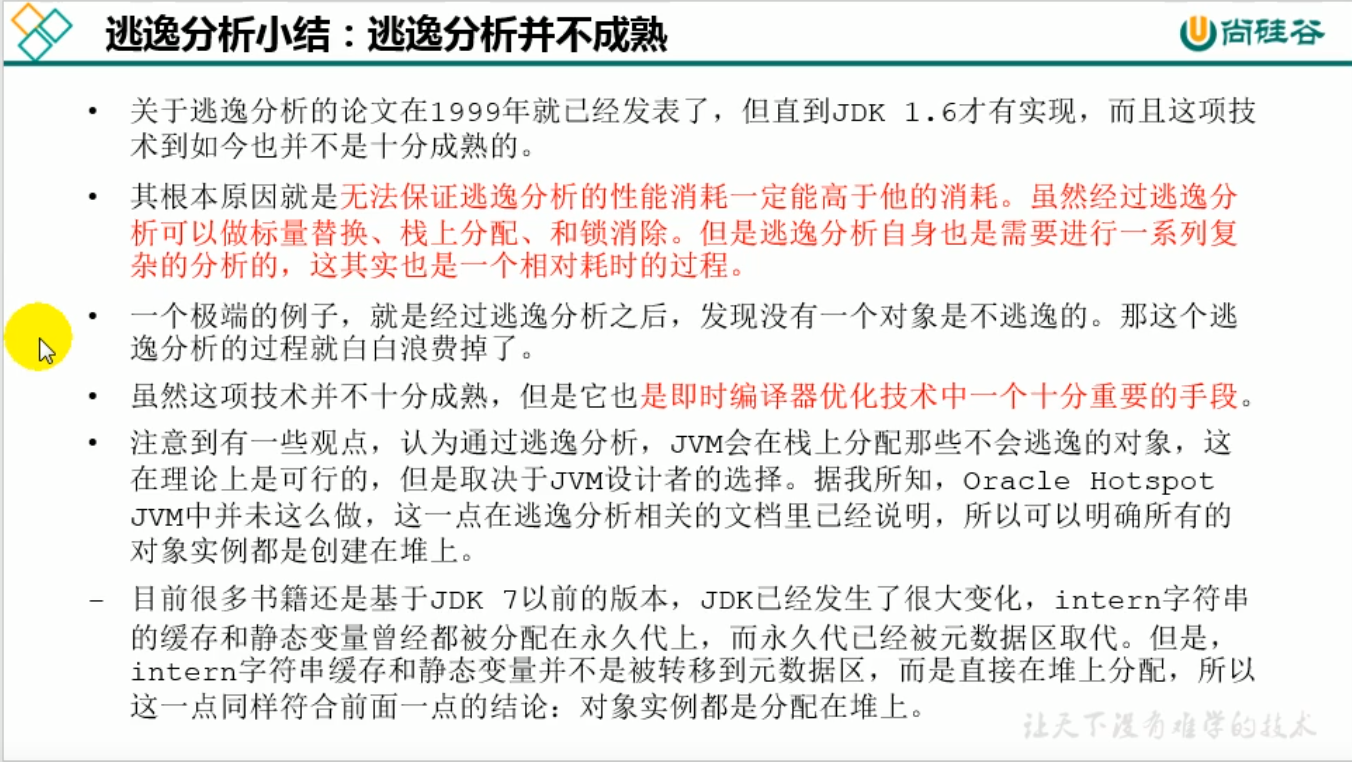 逃逸分析小结：逃逸分析并不成熟
尚硅谷
• 关于逃逸分析的论文在1999年就已经发表了，但直到JDK 1.6才有实现，而且这项技
术到如今也并不是十分成熟的。
• 其根本原因就是无法保证逃逸分析的性能消耗一定能高于他的消耗。虽然经过逃逸分
析可以做标量替换、栈上分配、和锁消除。但是逃逸分析自身也是需要进行一系列复
杂的分析的，这其实也是一个相对耗时的过程。
• 一个极端的例子，就是经过逃逸分析之后，发现没有一个对象是不逃逸的。那这个逃
逸分析的过程就白白浪费掉了。
• 虽然这项技术并不十分成熟，但是它也是即时编译器优化技术中一个十分重要的手段。
• 注意到有一些观点，认为通过逃逸分析，JVM会在栈上分配那些不会逃逸的对象，这
在理论上是可行的，但是取决于JVM设计者的选择。据我所知，Oracle Hotspot
JVM中并未这么做，这一点在逃逸分析相关的文档里已经说明，所以可以明确所有的
对象实例都是创建在堆上。
– 目前很多书籍还是基于JDK 7以前的版本，JDK已经发生了很大变化，intern字符串
的缓存和静态变量曾经都被分配在永久代上，而永久代已经被元数据区取代。但是，
intern字符串缓存和静态变量并不是被转移到元数据区，而是直接在堆上分配，所以
这一点同样符合前面一点的结论：对象实例都是分配在堆上。
让天下没有难学的技术